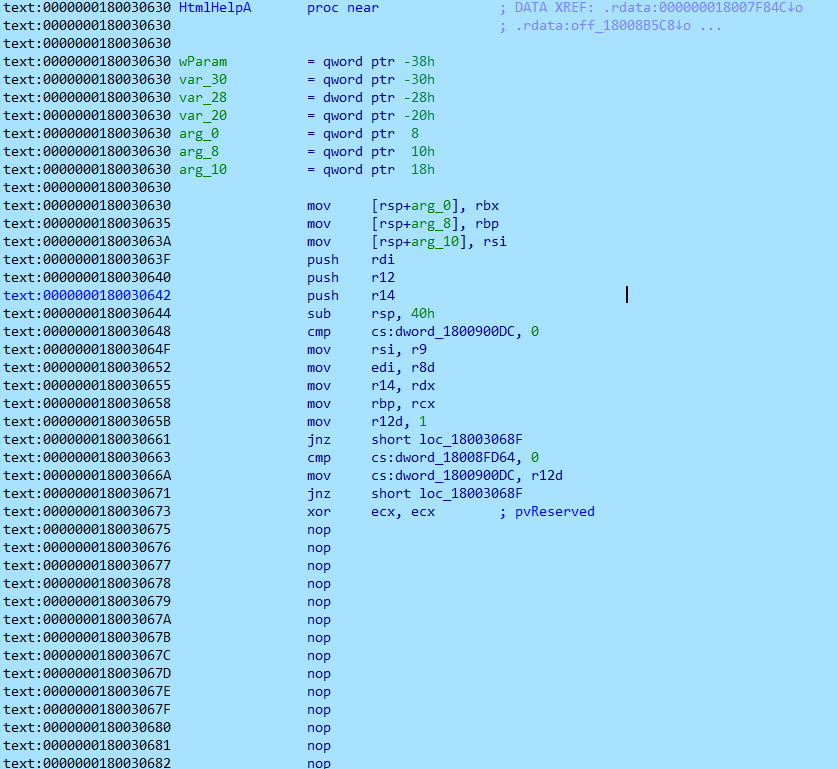 text:0000000180030630 HtmlHelpA       proc near               ; DATA XREF: .rdata:000000018007F84C↓o
text:0000000180030630                                         ; .rdata:off_18008B5C8↓o ...
text:0000000180030630
text:0000000180030630 wParam          = qword ptr -38h
text:0000000180030630 var_30          = qword ptr -30h
text:0000000180030630 var_28          = dword ptr -28h
text:0000000180030630 var_20          = qword ptr -20h
text:0000000180030630 arg_0           = qword ptr  8
text:0000000180030630 arg_8           = qword ptr  10h
text:0000000180030630 arg_10          = qword ptr  18h
text:0000000180030630
text:0000000180030630                 mov     [rsp+arg_0], rbx
text:0000000180030635                 mov     [rsp+arg_8], rbp
text:000000018003063A                 mov     [rsp+arg_10], rsi
text:000000018003063F                 push    rdi
text:0000000180030640                 push    r12
text:0000000180030642                 push    r14
text:0000000180030644                 sub     rsp, 40h
text:0000000180030648                 cmp     cs:dword_1800900DC, 0
text:000000018003064F                 mov     rsi, r9
text:0000000180030652                 mov     edi, r8d
text:0000000180030655                 mov     r14, rdx
text:0000000180030658                 mov     rbp, rcx
text:000000018003065B                 mov     r12d, 1
text:0000000180030661                 jnz     short loc_18003068F
text:0000000180030663                 cmp     cs:dword_18008FD64, 0
text:000000018003066A                 mov     cs:dword_1800900DC, r12d
text:0000000180030671                 jnz     short loc_18003068F
text:0000000180030673                 xor     ecx, ecx        ; pvReserved
text:0000000180030675                 nop
text:0000000180030676                 nop
text:0000000180030677                 nop
text:0000000180030678                 nop
text:0000000180030679                 nop
text:000000018003067A                 nop
text:000000018003067B                 nop
text:000000018003067C                 nop
text:000000018003067D                 nop
text:000000018003067E                 nop
text:000000018003067F                 nop
text:0000000180030680                 nop
text:0000000180030681                 nop
text:0000000180030682                 nop